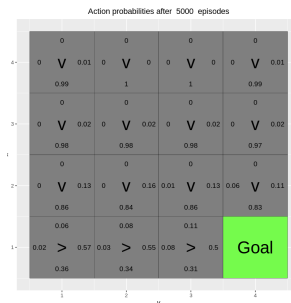 Action probabilities after 5000 episodes
0 0 0 0
4 0 V 0.01 0 V 0 0 V 0 0 V 0.01
0.99 1 1 0.99
0 0 0 0
3 0 V 0.02 0 V 0.02 0 V 0.02 0 V 0.02
0.98 0.98 0.98 0.97
0 0 0 0
2 0 V 0.13 0 V 0.16 0.01 V 0.13 0.06 V 0.11
0.86 0.84 0.86 0.83
0.06 0.08 0.11
1 0.02 > 0.57 0.03 > 0.55 0.08 > 0.5 Goal
0.36 0.34 0.31
1 2 3 4